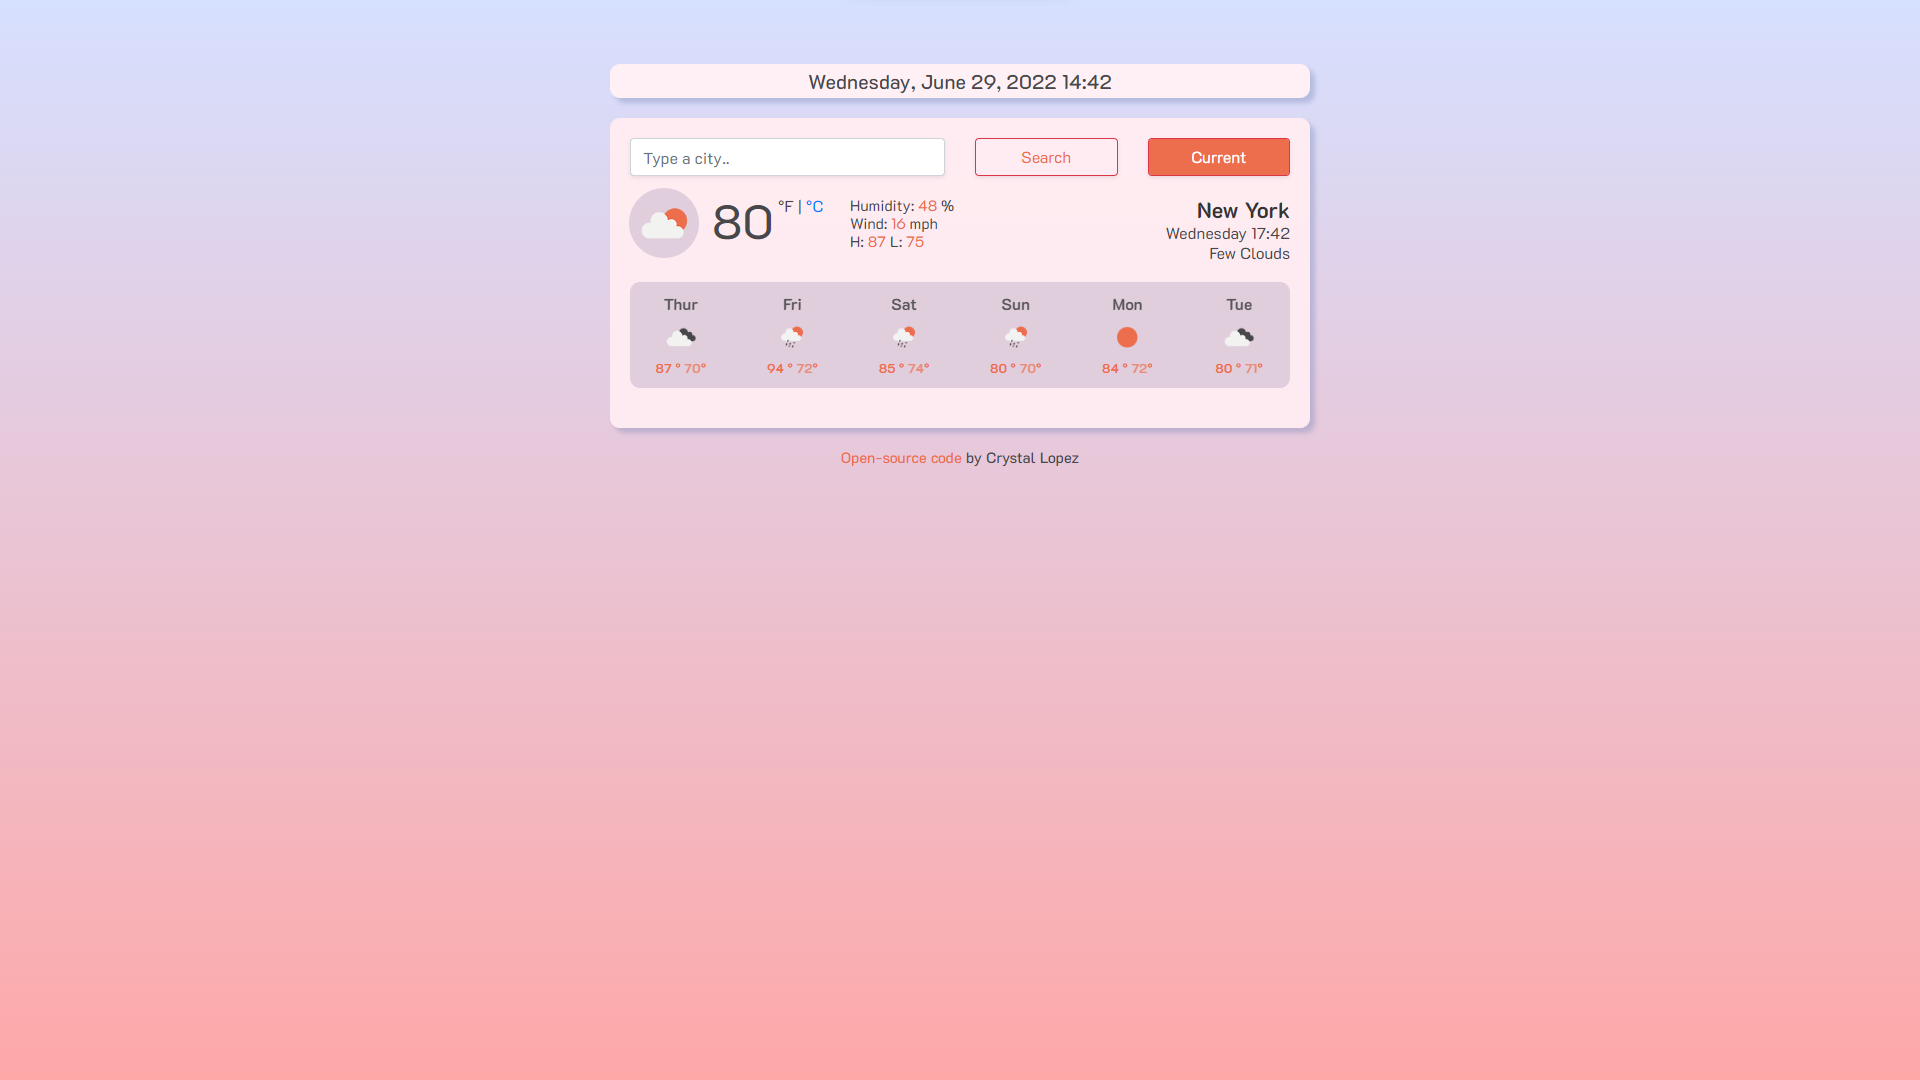 Wednesday, June 29, 2022 14:42
Type a city..
Search
Current
80 °F | °C
Humidity: 48 %
Wind: 16 mph
H: 87 L: 75
New York
Wednesday 17:42
Few Clouds
Thur Fri Sat Sun Mon Tue
87 ° 70° 94 ° 72° 85 ° 74° 80 ° 70° 84 ° 72° 80 ° 71°
Open-source code by Crystal Lopez